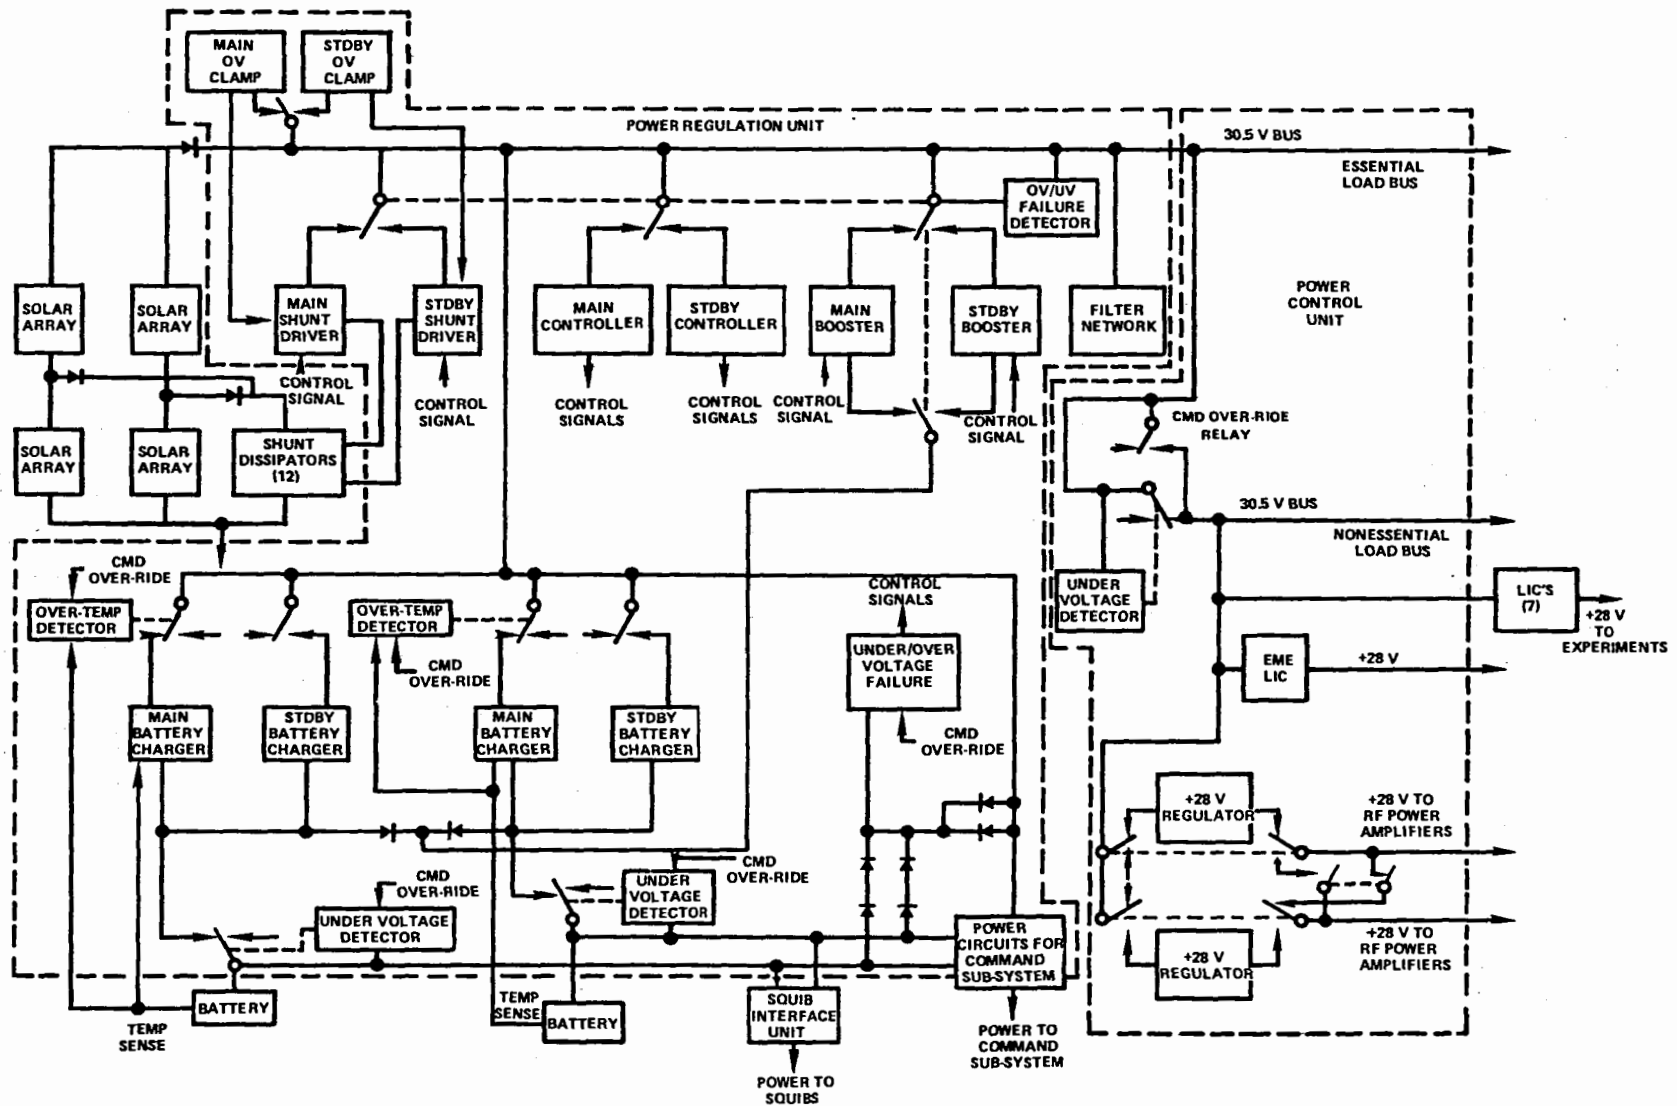 MAIN
OV
CLAMP
STDBY
OV
CLAMP
POWER REGULATION UNIT
30.5 V BUS
ESSENTIAL
LOAD BUS
OV/UV
FAILURE
DETECTOR
SOLAR
ARRAY
SOLAR
ARRAY
MAIN
SHUNT
DRIVER
STDBY
SHUNT
DRIVER
MAIN
CONTROLLER
STDBY
CONTROLLER
MAIN
BOOSTER
STDBY
BOOSTER
FILTER
NETWORK
POWER
CONTROL
UNIT
CONTROL
SIGNAL
CONTROL
SIGNAL
CONTROL
SIGNALS
CONTROL
SIGNALS
CONTROL
SIGNAL
CONTROL
SIGNAL
CMD OVER-RIDE
RELAY
SOLAR
ARRAY
SOLAR
ARRAY
SHUNT
DISSIPATORS
(12)
30.5 V BUS
NONESSENTIAL
LOAD BUS
CMD
OVER-RIDE
OVER-TEMP
DETECTOR
OVER-TEMP
DETECTOR
CMD
OVER-RIDE
CONTROL
SIGNALS
UNDER/OVER
VOLTAGE
FAILURE
CMD
OVER-RIDE
UNDER
VOLTAGE
DETECTOR
LIC'S
(7)
+28 V
TO
EXPERIMENTS
EME
LIC
+28 V
MAIN
BATTERY
CHARGER
STDBY
BATTERY
CHARGER
MAIN
BATTERY
CHARGER
STDBY
BATTERY
CHARGER
+28 V
REGULATOR
+28 V TO
RF POWER
AMPLIFIERS
CMD
OVER-RIDE
CMD
OVER-RIDE
UNDER
VOLTAGE
DETECTOR
UNDER VOLTAGE
DETECTOR
POWER
CIRCUITS FOR
COMMAND
SUB-SYSTEM
+28 V
REGULATOR
+28 V TO
RF POWER
AMPLIFIERS
BATTERY
TEMP
SENSE
TEMP
SENSE
BATTERY
SQUIB
INTERFACE
UNIT
POWER TO
COMMAND
SUB-SYSTEM
POWER TO
SQUIBS